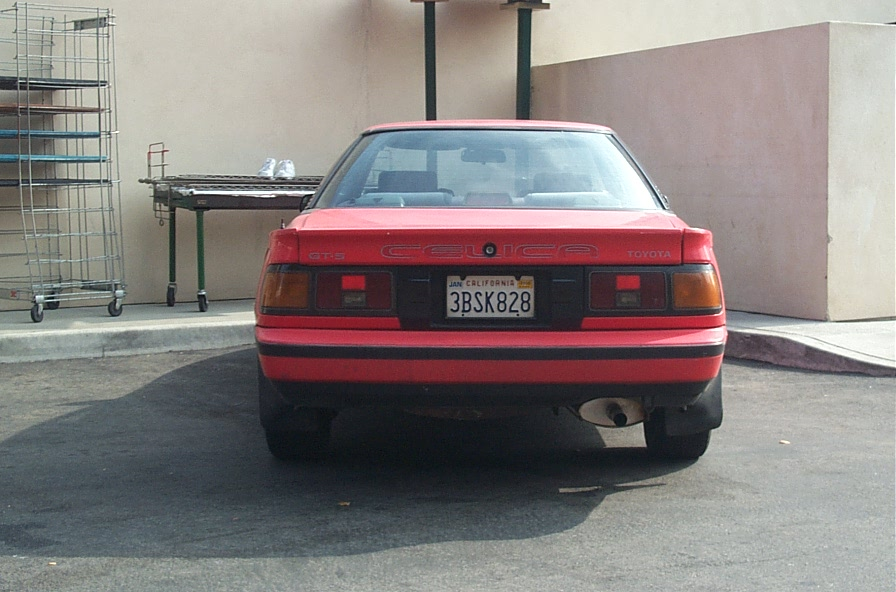 GT-S CELICA TOYOTA
JAN CALIFORNIA
3BSK828